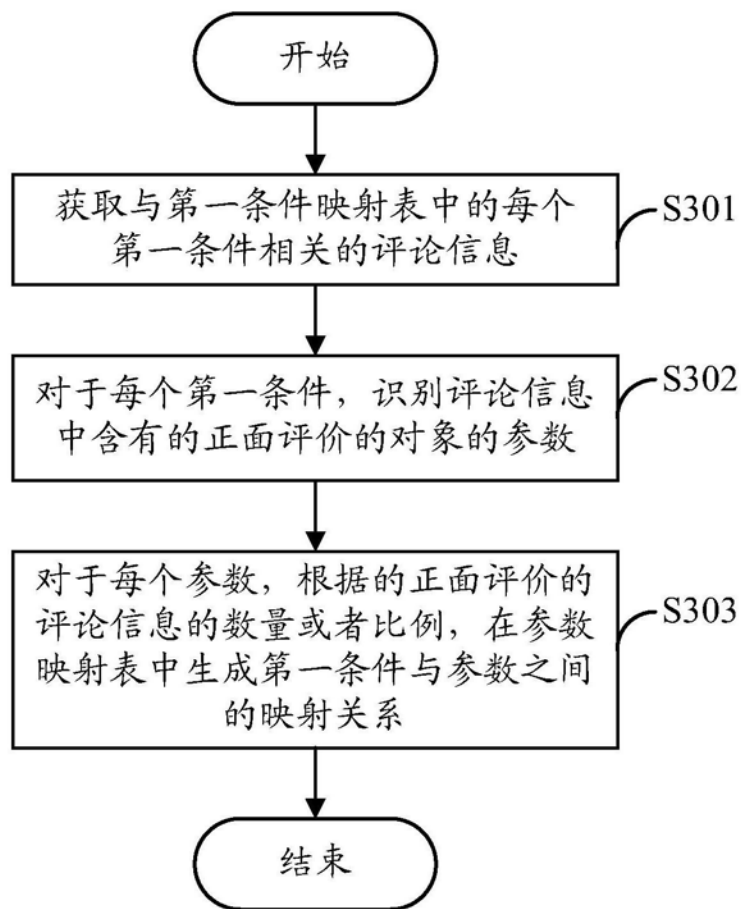 开始
获取与第一条件映射表中的每个
第一条件相关的评论信息
S301
对于每个第一条件，识别评论信息
中含有的正面评价的对象的参数
S302
对于每个参数，根据的正面评价的
评论信息的数量或者比例，在参数
映射表中生成第一条件与参数之间
的映射关系
S303
结束